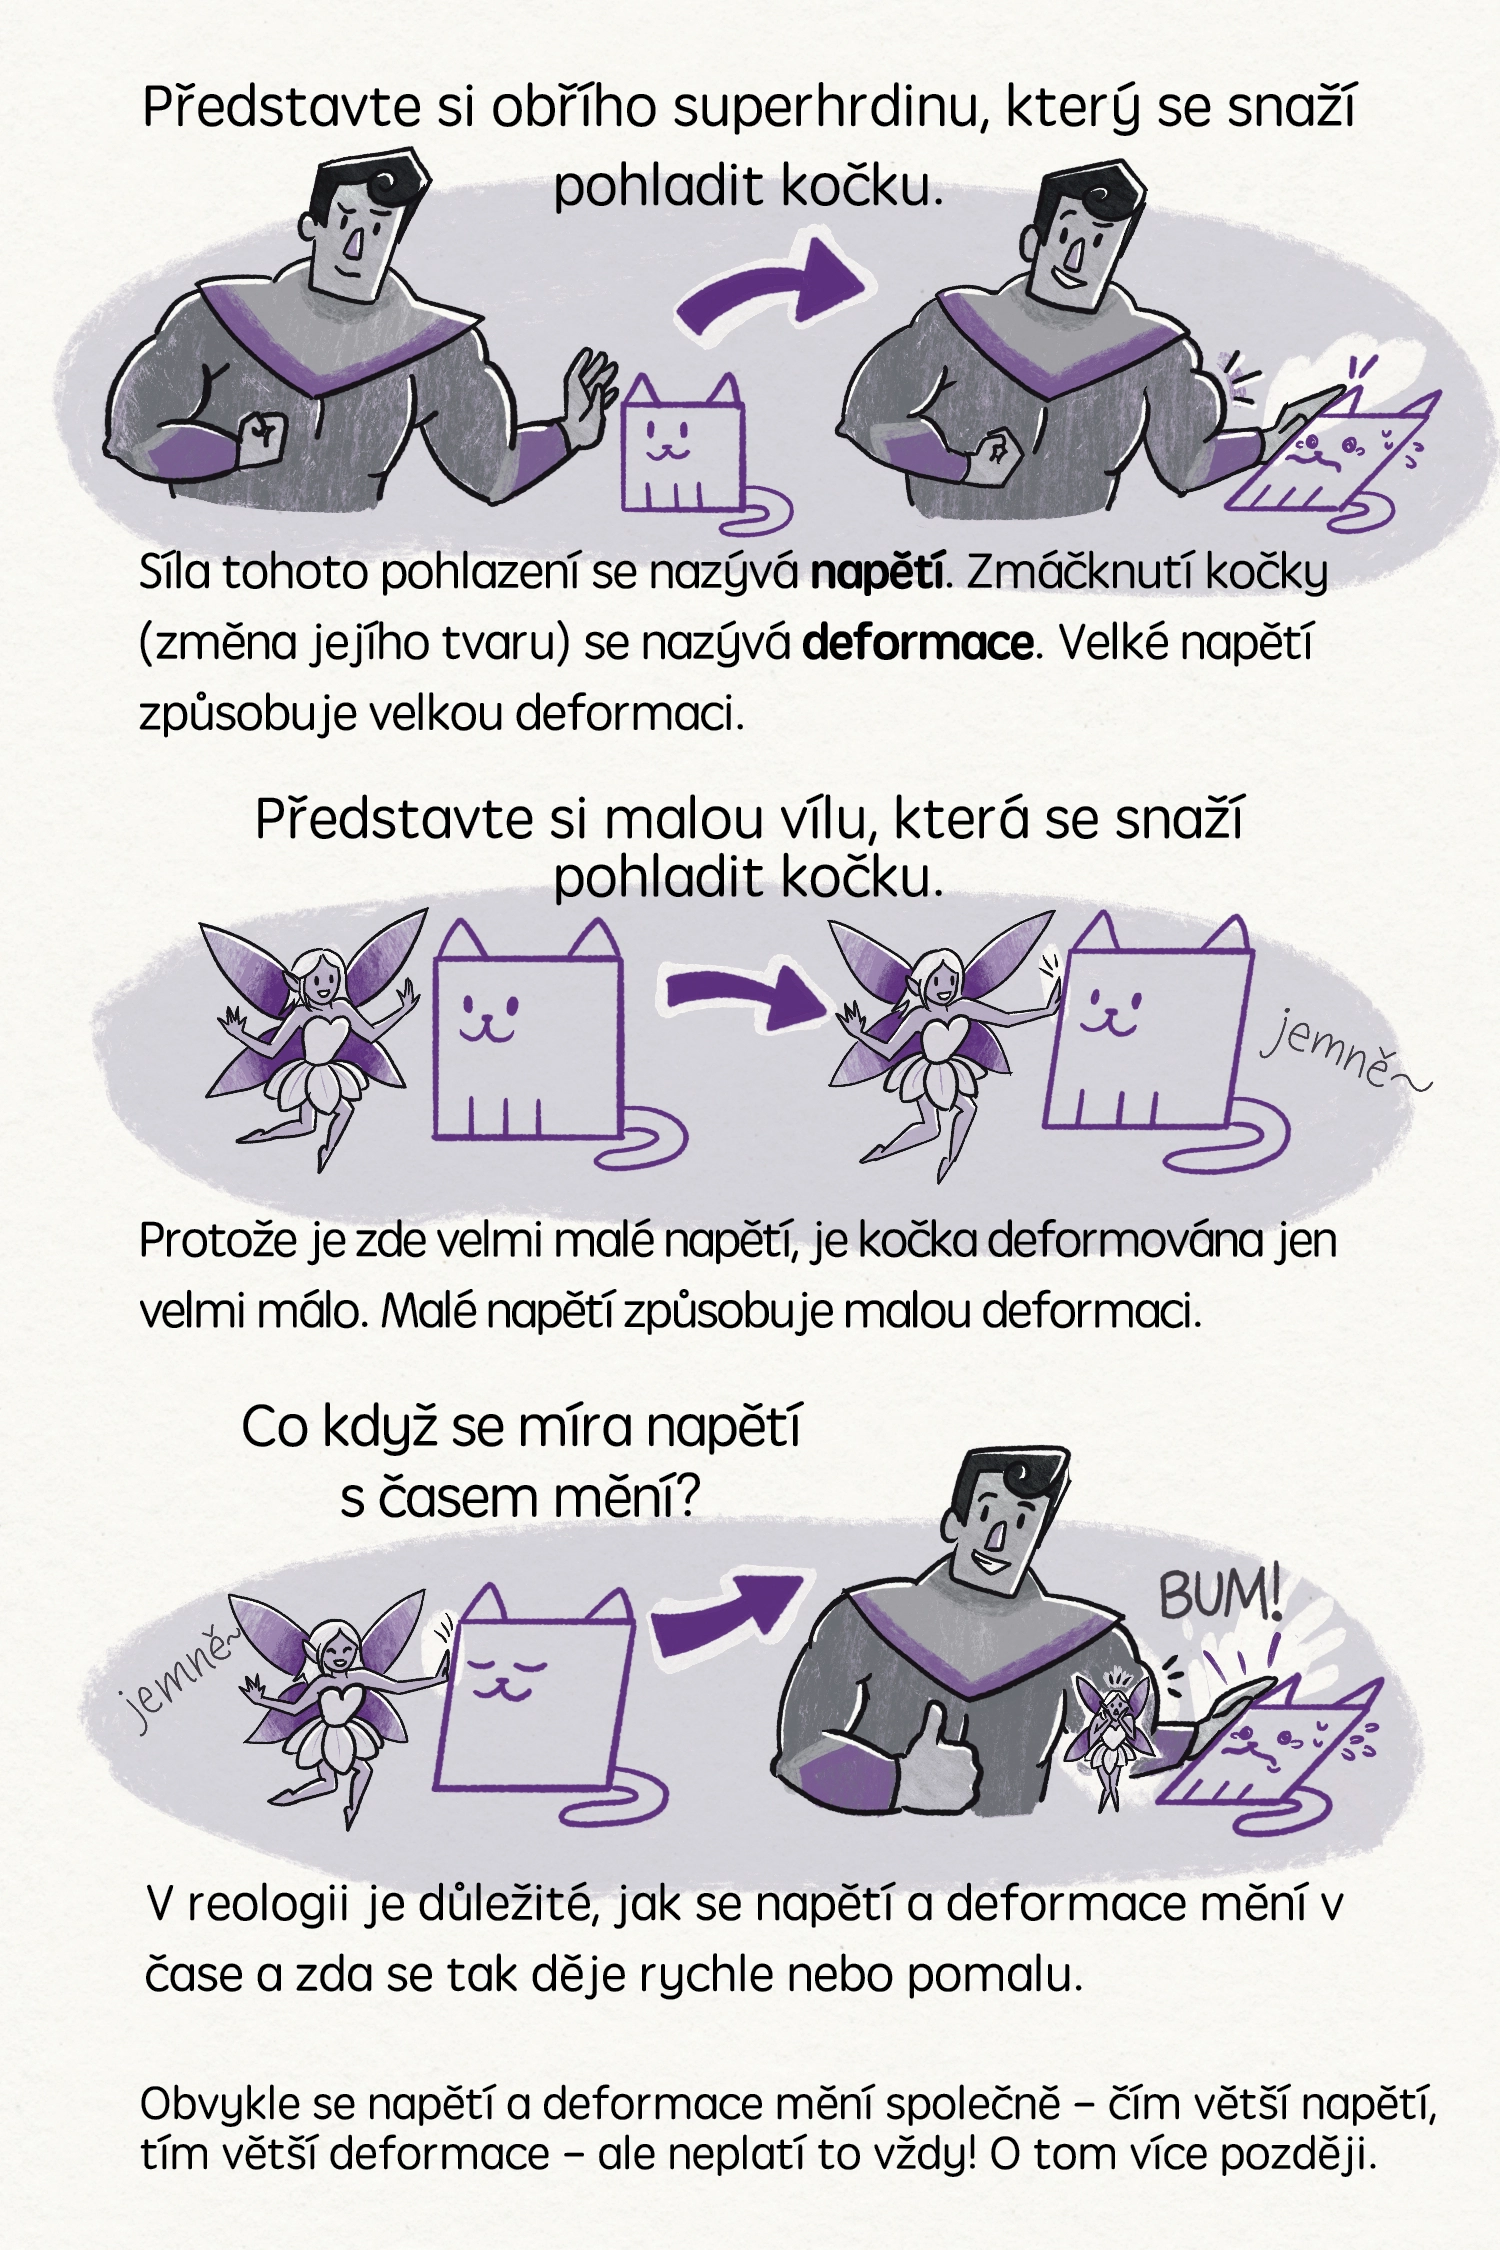 Představte si obřího superhrdinu, který se snaží
pohladit kočku.
Síla tohoto pohlazení se nazývá napětí. Zmáčknutí kočky
(změna jejího tvaru) se nazývá deformace. Velké napětí
způsobuje velkou deformaci.
Představte si malou vílu, která se snaží
pohladit kočku.
jemně~
Protože je zde velmi malé napětí, je kočka deformována jen
velmi málo. Malé napětí způsobuje malou deformaci.
Co když se míra napětí
s časem mění?
jemně~
BUM!
V reologii je důležité, jak se napětí a deformace mění v
čase a zda se tak děje rychle nebo pomalu.
Obvykle se napětí a deformace mění společně – čím větší napětí,
tím větší deformace – ale neplatí to vždy! O tom více později.